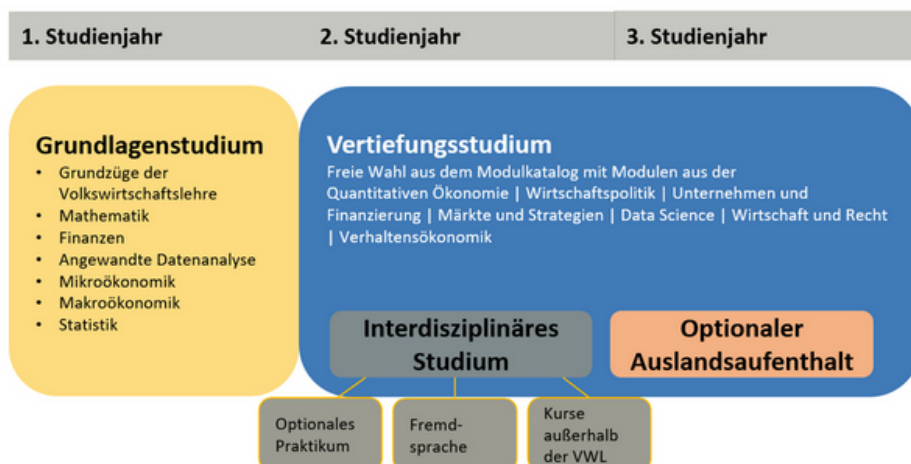 1. Studienjahr
2. Studienjahr
3. Studienjahr
Grundlagenstudium
• Grundzüge der
Volkswirtschaftslehre
• Mathematik
• Finanzen
• Angewandte Datenanalyse
• Mikroökonomik
• Makroökonomik
• Statistik
Vertiefungsstudium
Freie Wahl aus dem Modulkatalog mit Modulen aus der
Quantitativen Ökonomie | Wirtschaftspolitik | Unternehmen und
Finanzierung | Märkte und Strategien | Data Science | Wirtschaft und Recht
| Verhaltensökonomik
Interdisziplinäres
Studium
Optionaler
Auslandsaufenthalt
Optionales
Praktikum
Fremd-
sprache
Kurse
außerhalb
der VWL